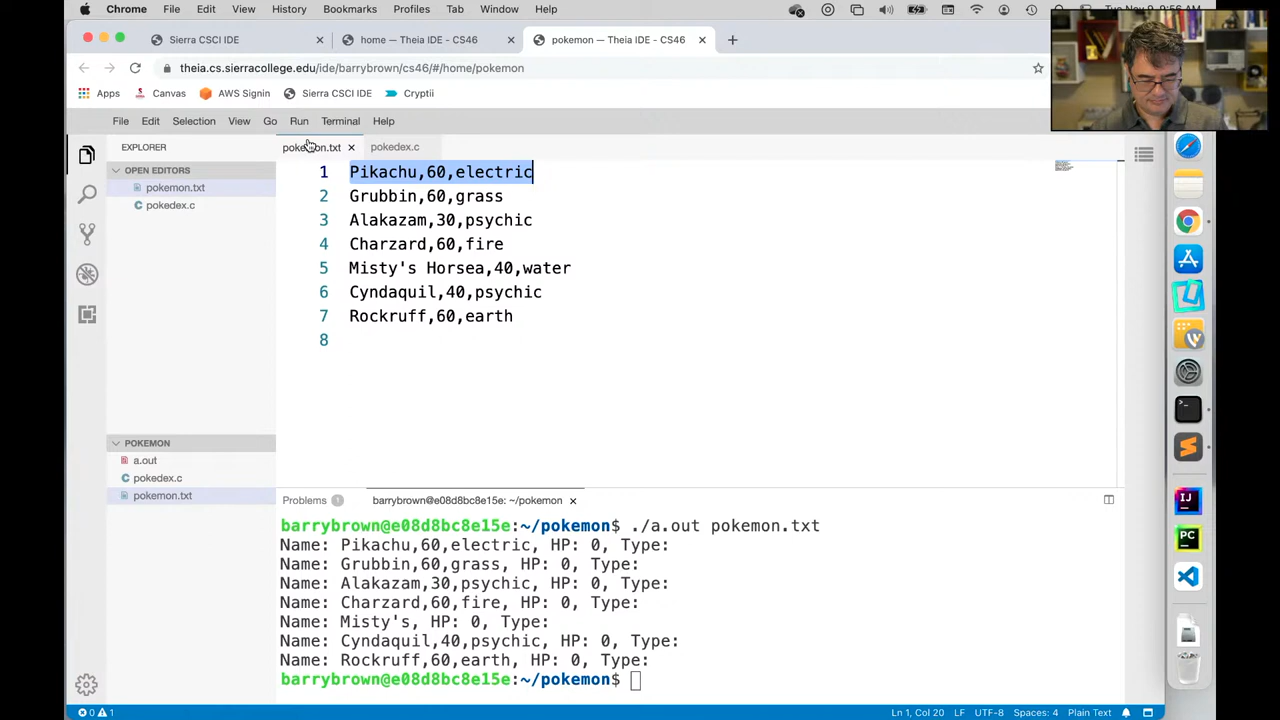 Chrome File Edit View History Bookmarks Profiles Tab Window Help
Sierra CSCI IDE
home — Theia IDE - CS46
pokemon — Theia IDE - CS46
theia.cs.sierracollege.edu/ide/barrybrown/cs46/#/home/pokemon
Apps Canvas AWS Signin Sierra CSCI IDE Cryptii
File Edit Selection View Go Run Terminal Help
EXPLORER
pokedex.c
OPEN EDITORS
pokemon.txt
pokedex.c
1 Pikachu,60,electric
2 Grubbin,60,grass
3 Alakazam,30,psychic
4 Charzard,60,fire
5 Misty's Horsea,40,water
6 Cyndaquil,40,psychic
7 Rockruff,60,earth
8
POKEMON
a.out
pokedex.c
pokemon.txt
Problems 1 barrybrown@e08d8bc8e15e: ~/pokemon
barrybrown@e08d8bc8e15e:~/pokemon$ ./a.out pokemon.txt
Name: Pikachu,60,electric, HP: 0, Type:
Name: Grubbin,60,grass, HP: 0, Type:
Name: Alakazam,30,psychic, HP: 0, Type:
Name: Charzard,60,fire, HP: 0, Type:
Name: Misty's, HP: 0, Type:
Name: Cyndaquil,40,psychic, HP: 0, Type:
Name: Rockruff,60,earth, HP: 0, Type:
barrybrown@e08d8bc8e15e:~/pokemon$
0 1 Ln 1, Col 20 LF UTF-8 Spaces: 4 Plain Text
IJ
PC